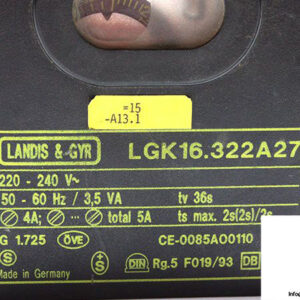 =15
-A13.1
LANDIS & GYR LGK16.322A27
220 - 240 V~
50 - 60 Hz / 3,5 VA tv 36s
4A; total 5A ts max. 2s(2s)/3s
G 1.725 ÖVE CE-0085AO0110
S DIN Rg.5 F019/93 DB
Made in Germany S